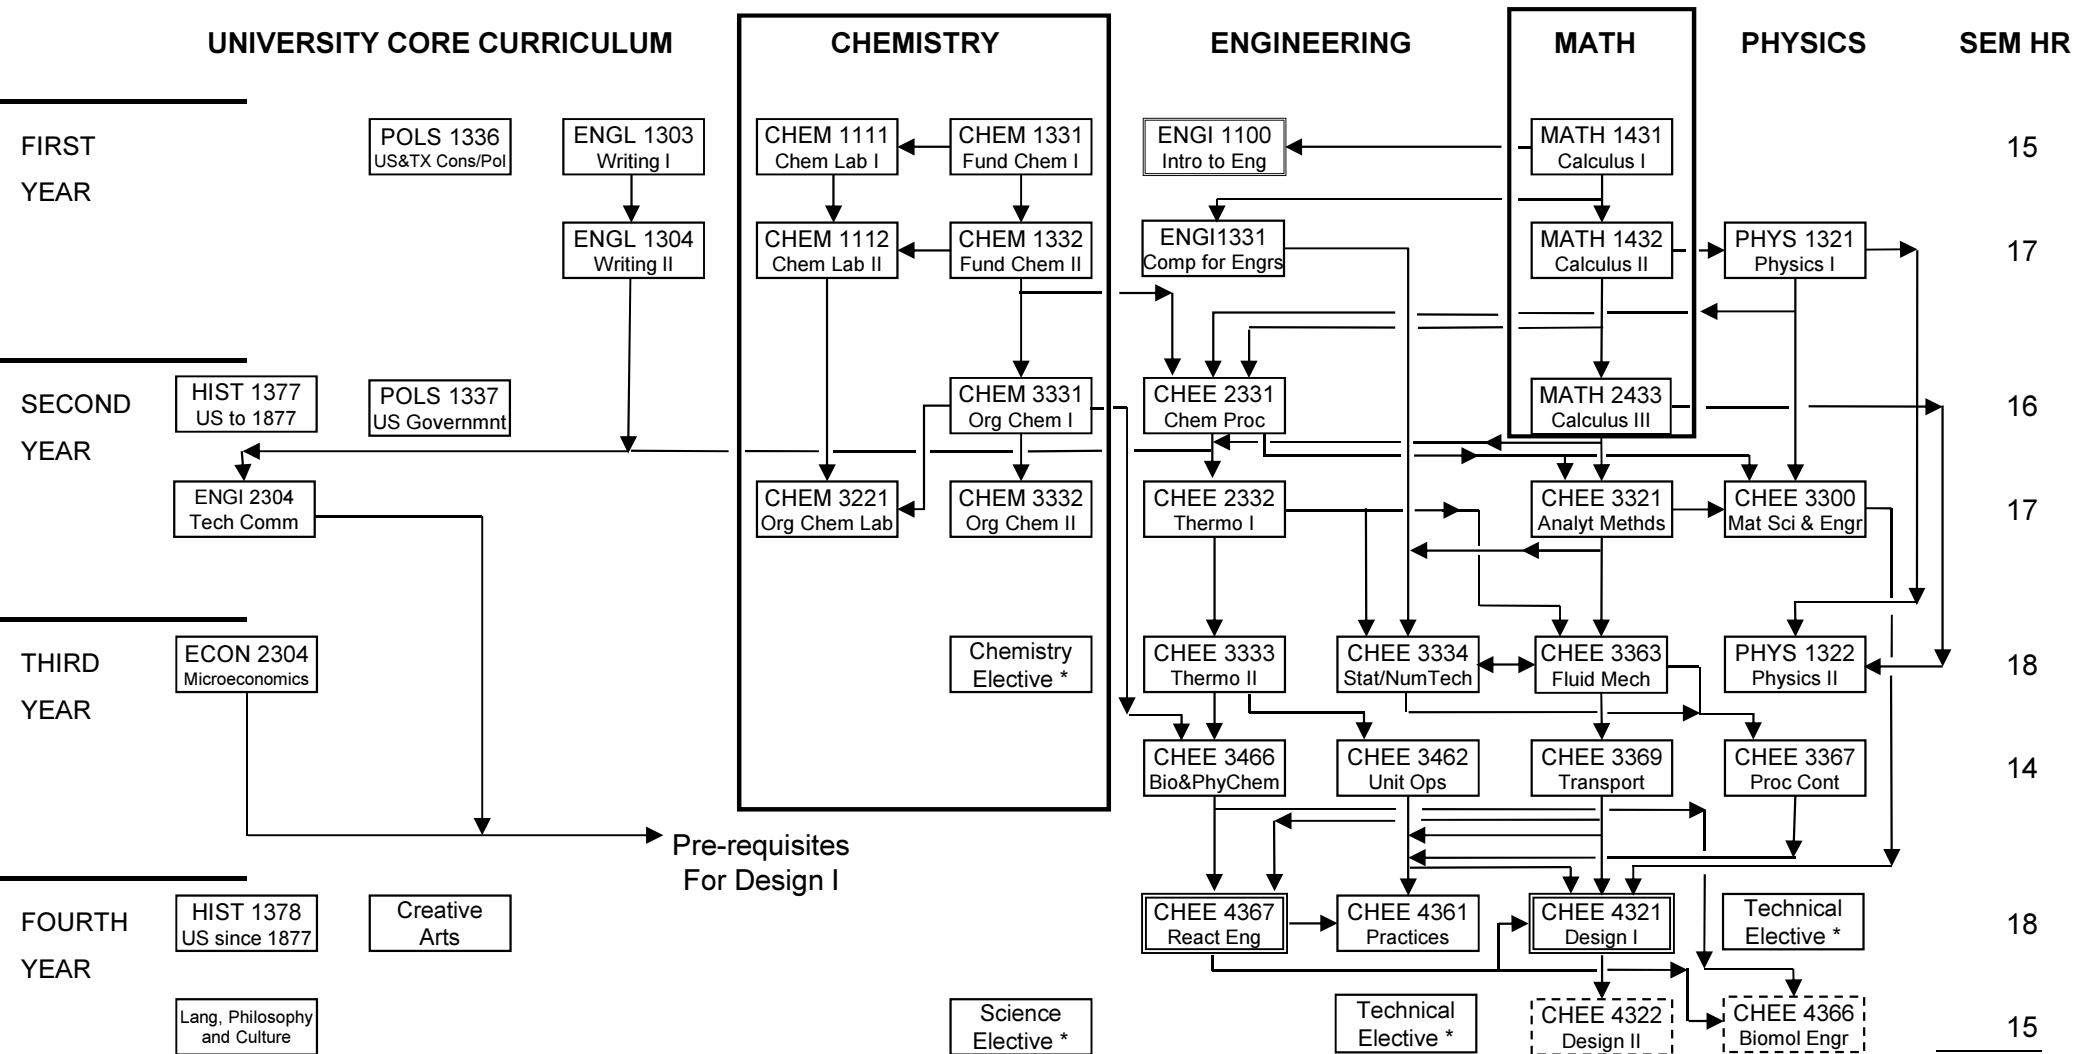 UNIVERSITY CORE CURRICULUM CHEMISTRY ENGINEERING MATH PHYSICS SEM HR
FIRST
YEAR
POLS 1336
US&TX Cons/Pol
ENGL 1303
Writing I
CHEM 1111
Chem Lab I
CHEM 1331
Fund Chem I
ENGI 1100
Intro to Eng
MATH 1431
Calculus I
15
ENGL 1304
Writing II
CHEM 1112
Chem Lab II
CHEM 1332
Fund Chem II
ENGI1331
Comp for Engrs
MATH 1432
Calculus II
PHYS 1321
Physics I
17
SECOND
YEAR
HIST 1377
US to 1877
POLS 1337
US Governmnt
CHEM 3331
Org Chem I
CHEE 2331
Chem Proc
MATH 2433
Calculus III
16
ENGI 2304
Tech Comm
CHEM 3221
Org Chem Lab
CHEM 3332
Org Chem II
CHEE 2332
Thermo I
CHEE 3321
Analyt Methds
CHEE 3300
Mat Sci & Engr
17
THIRD
YEAR
ECON 2304
Microeconomics
Chemistry
Elective *
CHEE 3333
Thermo II
CHEE 3334
Stat/NumTech
CHEE 3363
Fluid Mech
PHYS 1322
Physics II
18
CHEE 3466
Bio&PhyChem
CHEE 3462
Unit Ops
CHEE 3369
Transport
CHEE 3367
Proc Cont
14
Pre-requisites
For Design I
FOURTH
YEAR
HIST 1378
US since 1877
Creative
Arts
CHEE 4367
React Eng
CHEE 4361
Practices
CHEE 4321
Design I
Technical
Elective *
18
Lang, Philosophy
and Culture
Science
Elective *
Technical
Elective *
CHEE 4322
Design II
CHEE 4366
Biomol Engr
15